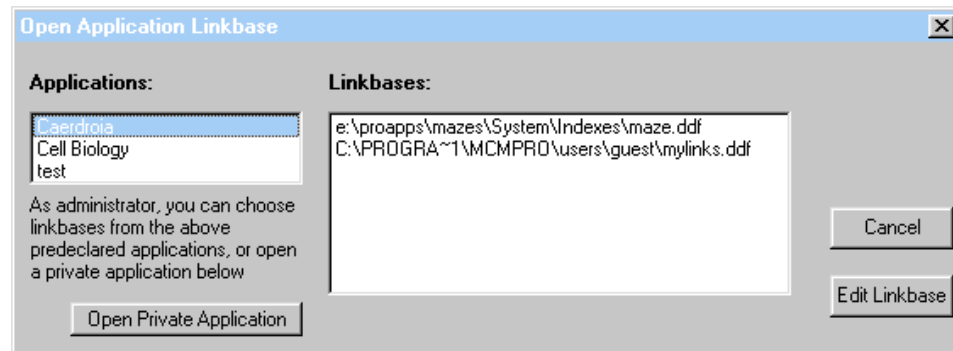 Open Application Linkbase
Applications:
Caerdroia
Cell Biology
test
As administrator, you can choose
linkbases from the above
predeclared applications, or open
a private application below
Open Private Application
Linkbases:
e:\proapps\mazes\System\Indexes\maze.ddf
C:\PROGRA~1\MCMPRO\users\guest\mylinks.ddf
Cancel
Edit Linkbase